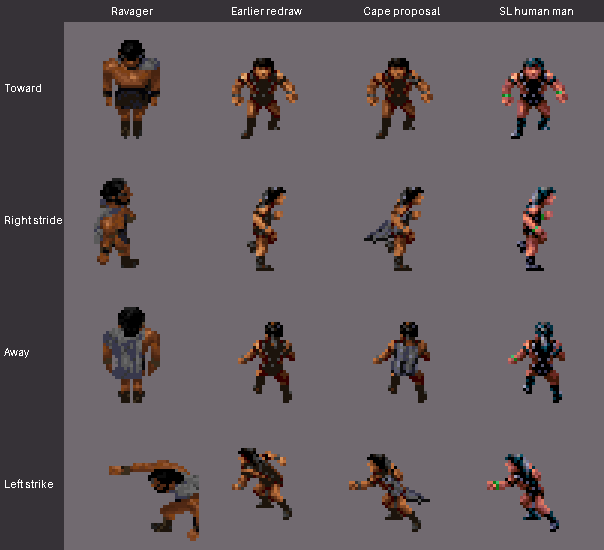 Ravager Earlier redraw Cape proposal SL human man
Toward
Right stride
Away
Left strike